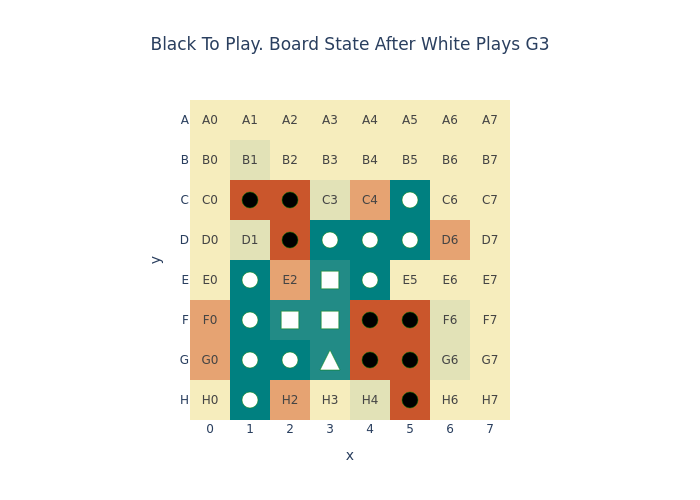 Black To Play. Board State After White Plays G3
A A0 A1 A2 A3 A4 A5 A6 A7
B B0 B1 B2 B3 B4 B5 B6 B7
C C0 C3 C4 C6 C7
D D0 D1 D6 D7
y
E E0 E2 E5 E6 E7
F F0 F6 F7
G G0 G6 G7
H H0 H2 H3 H4 H6 H7
0 1 2 3 4 5 6 7
x